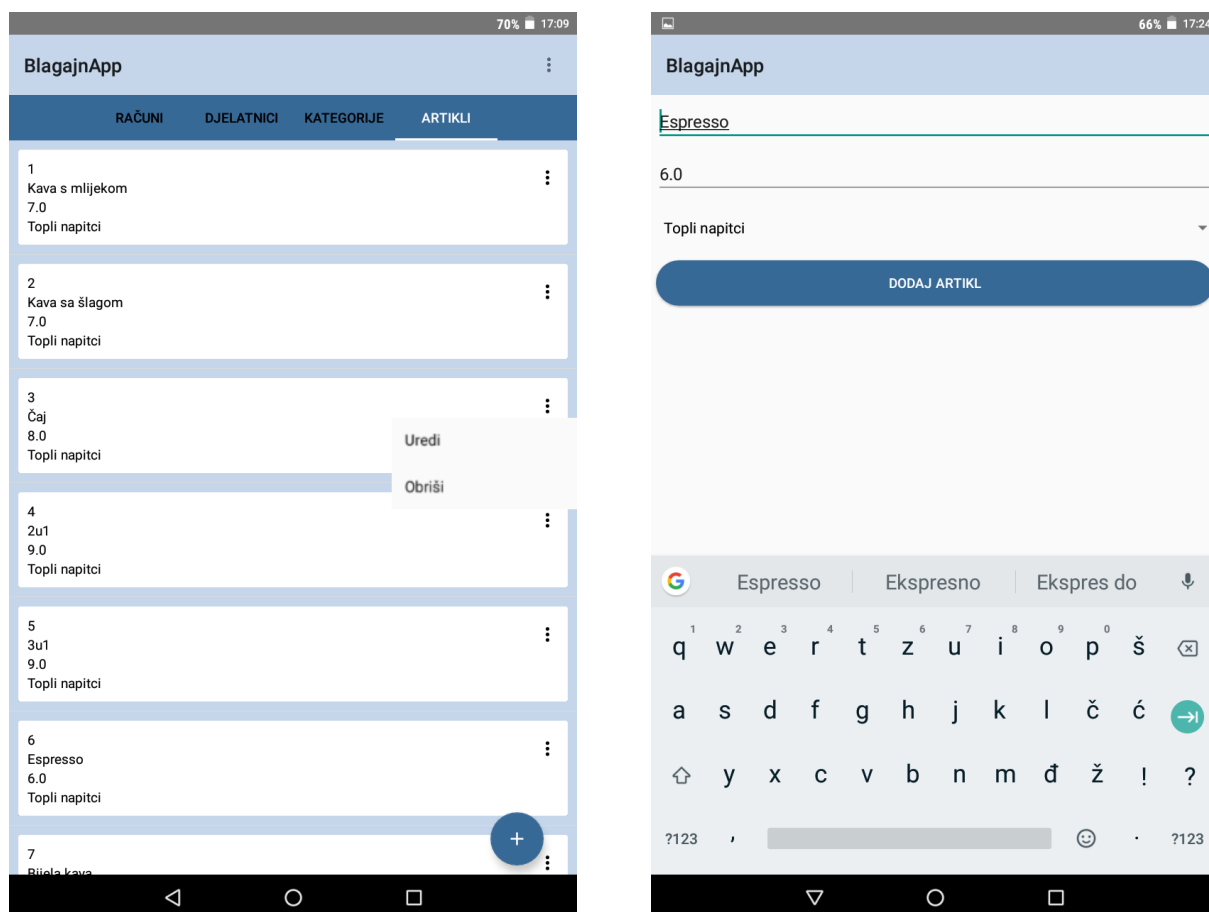 70% 17:09
BlagajnApp
RAČUNI DJELATNICI KATEGORIJE ARTIKLI
1
Kava s mlijekom
7.0
Topli napitci
2
Kava sa šlagom
7.0
Topli napitci
3
Čaj
8.0
Topli napitci
Uredi
Obriši
4
2u1
9.0
Topli napitci
5
3u1
9.0
Topli napitci
6
Espresso
6.0
Topli napitci
+
7
Bijela kava
66% 17:24
BlagajnApp
Espresso
6.0
Topli napitci
DODAJ ARTIKL
G Espresso Ekspresno Ekspres do
1 2 3 4 5 6 7 8 9 0
q w e r t z u i o p š
a s d f g h j k l č ć
y x c v b n m đ ž ! ?
?123 , . ?123